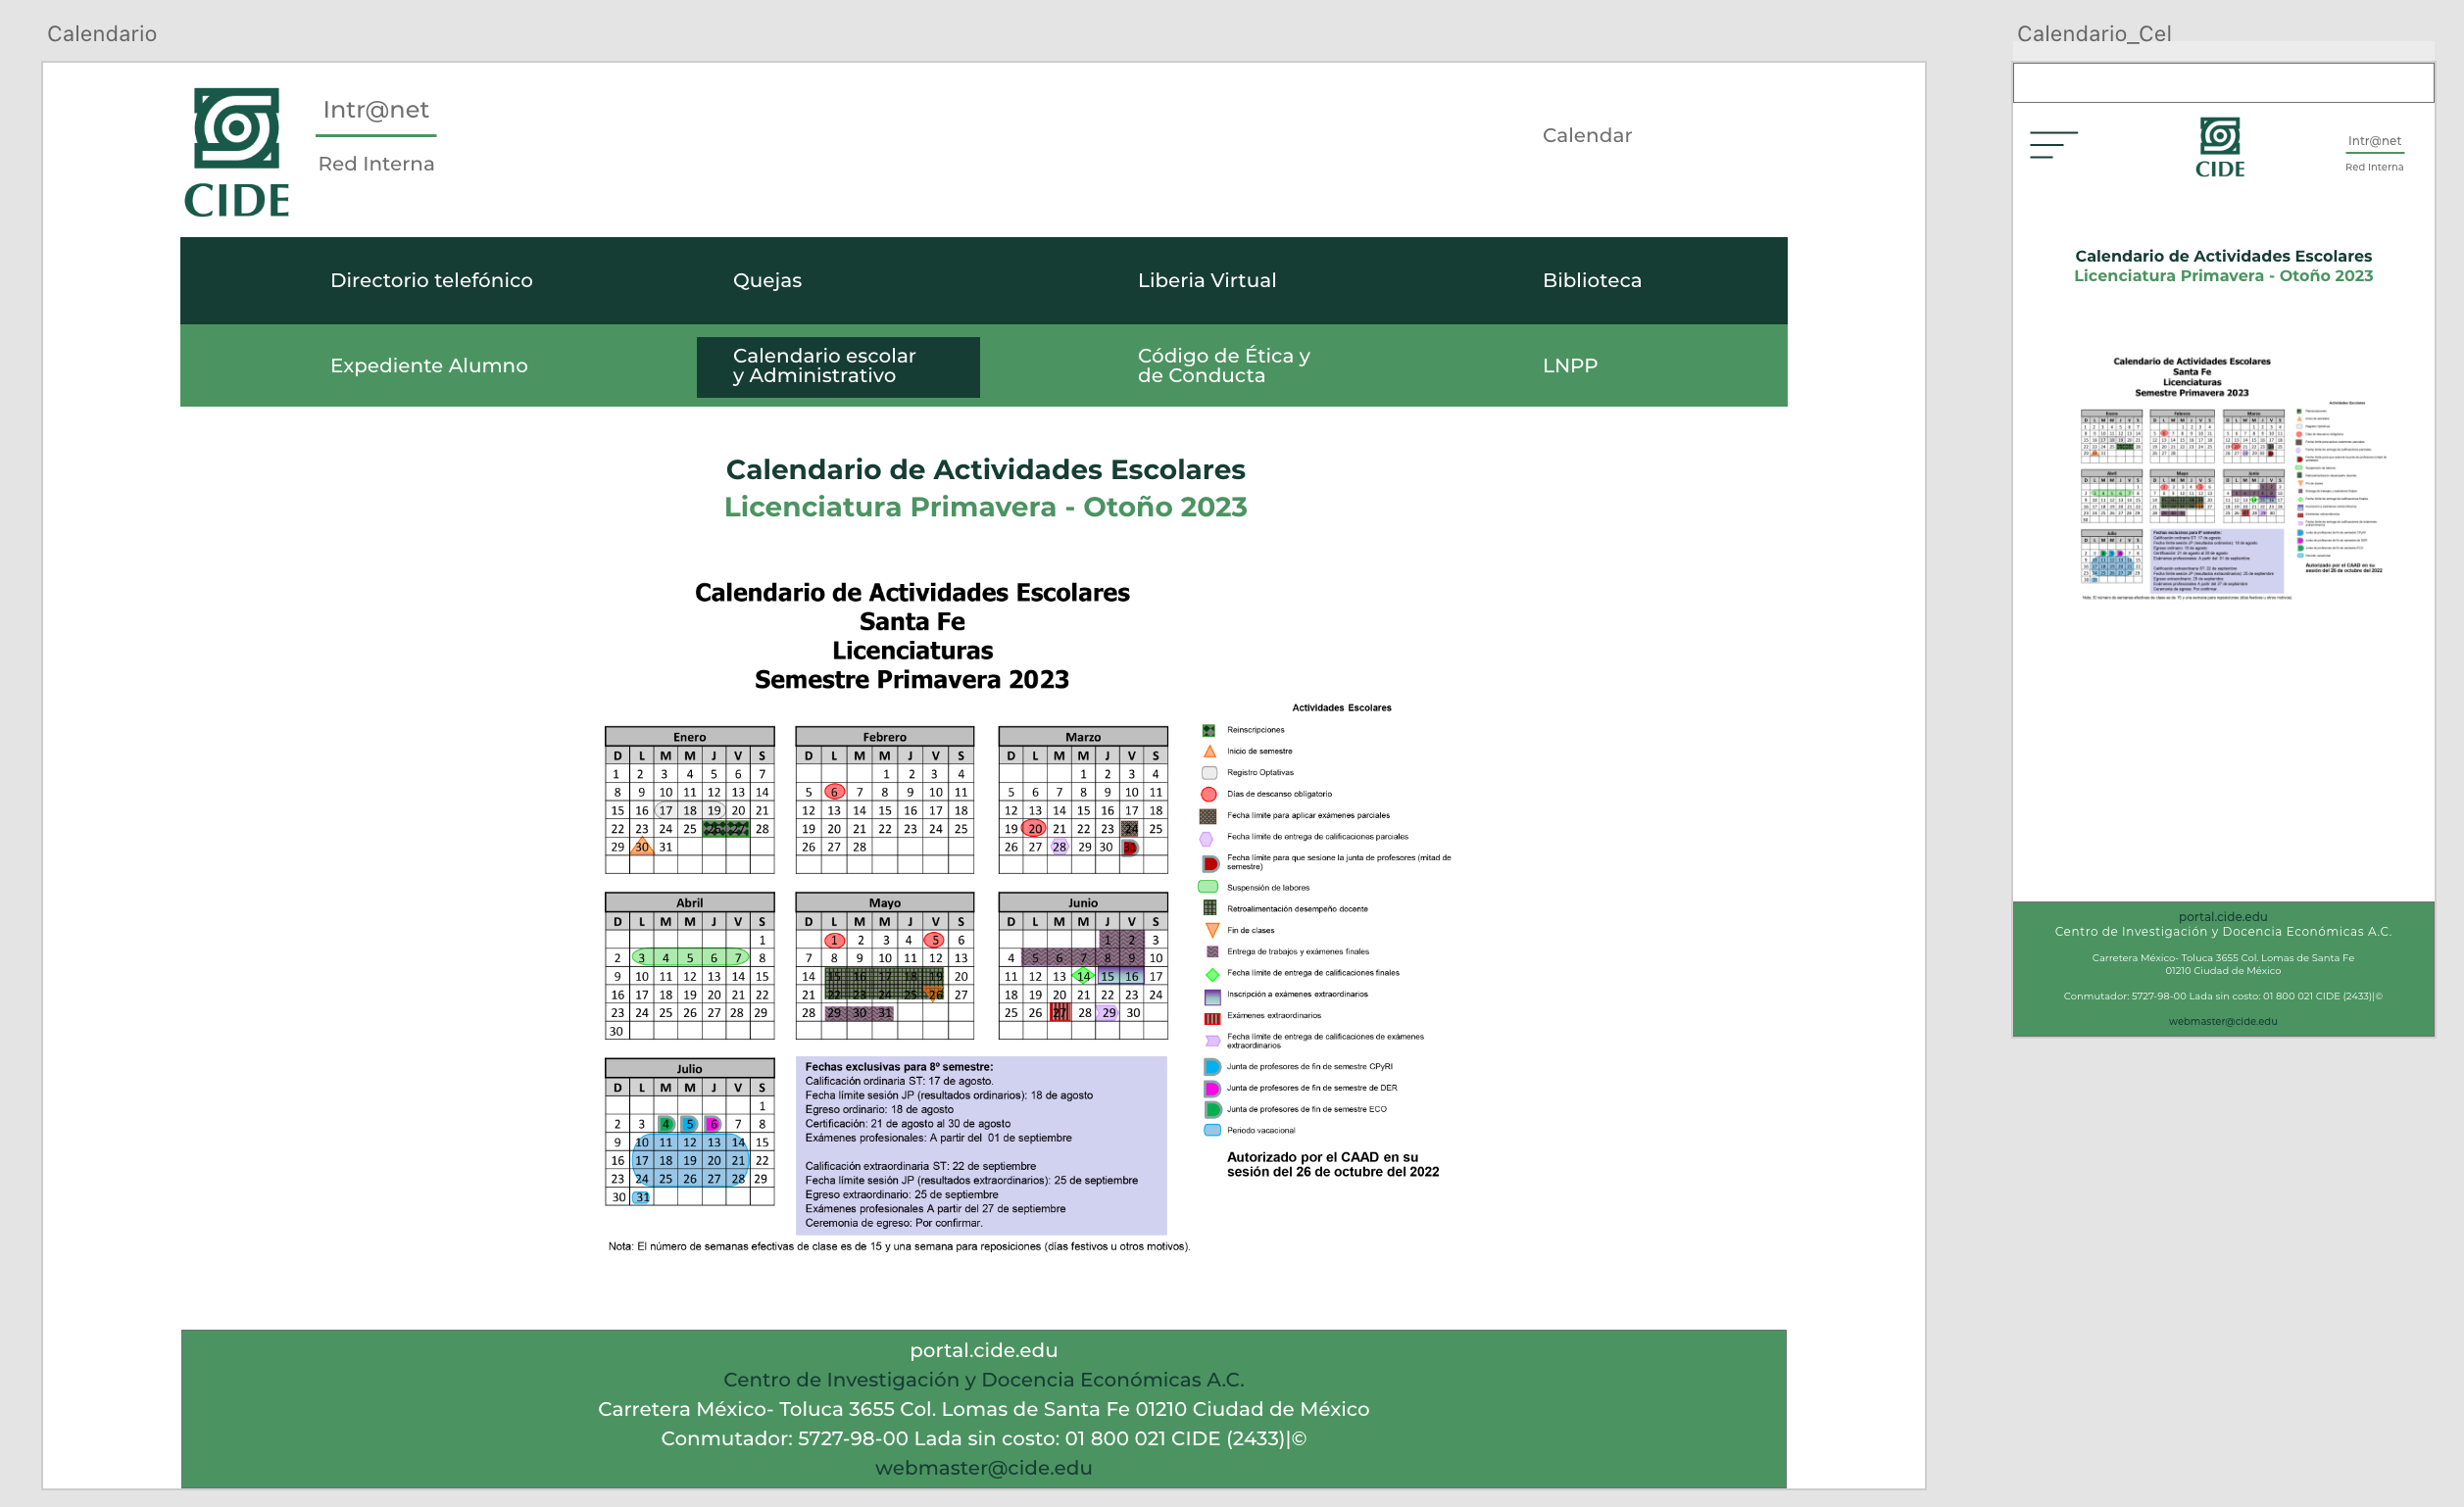 Calendario
Intr@net
Red Interna
CIDE
Calendar
Directorio telefónico Quejas Liberia Virtual Biblioteca
Expediente Alumno Calendario escolar y Administrativo Código de Ética y de Conducta LNPP
Calendario de Actividades Escolares
Licenciatura Primavera - Otoño 2023
Calendario de Actividades Escolares
Santa Fe
Licenciaturas
Semestre Primavera 2023
Enero
D L M M J V S
1 2 3 4 5 6 7
8 9 10 11 12 13 14
15 16 17 18 19 20 21
22 23 24 25 26 27 28
29 30 31
Febrero
D L M M J V S
1 2 3 4
5 6 7 8 9 10 11
12 13 14 15 16 17 18
19 20 21 22 23 24 25
26 27 28
Marzo
D L M M J V S
1 2 3 4
5 6 7 8 9 10 11
12 13 14 15 16 17 18
19 20 21 22 23 24 25
26 27 28 29 30 31
Abril
D L M M J V S
1
2 3 4 5 6 7 8
9 10 11 12 13 14 15
16 17 18 19 20 21 22
23 24 25 26 27 28 29
30
Mayo
D L M M J V S
1 2 3 4 5 6
7 8 9 10 11 12 13
14 15 16 17 18 19 20
21 22 23 24 25 26 27
28 29 30 31
Junio
D L M M J V S
1 2 3
4 5 6 7 8 9 10
11 12 13 14 15 16 17
18 19 20 21 22 23 24
25 26 27 28 29 30
Julio
D L M M J V S
1
2 3 4 5 6 7 8
9 10 11 12 13 14 15
16 17 18 19 20 21 22
23 24 25 26 27 28 29
30 31
Fechas exclusivas para 8º semestre:
Calificación ordinaria ST: 17 de agosto.
Fecha límite sesión JP (resultados ordinarios): 18 de agosto
Egreso ordinario: 18 de agosto
Certificación: 21 de agosto al 30 de agosto
Exámenes profesionales: A partir del 01 de septiembre
Calificación extraordinaria ST: 22 de septiembre
Fecha límite sesión JP (resultados extraordinarios): 25 de septiembre
Egreso extraordinario: 25 de septiembre
Exámenes profesionales A partir del 27 de septiembre
Ceremonia de egreso: Por confirmar.
Nota: El número de semanas efectivas de clase es de 15 y una semana para reposiciones (días festivos u otros motivos).
Actividades Escolares
Reinscripciones
Inicio de semestre
Registro Optativas
Días de descanso obligatorio
Fecha límite para aplicar exámenes parciales
Fecha límite de entrega de calificaciones parciales
Fecha límite para que sesione la junta de profesores (mitad de
semestre)
Suspensión de labores
Retroalimentación desempeño docente
Fin de clases
Entrega de trabajos y exámenes finales
Fecha límite de entrega de calificaciones finales
Inscripción a exámenes extraordinarios
Exámenes extraordinarios
Fecha límite de entrega de calificaciones de exámenes
extraordinarios
Junta de profesores de fin de semestre CPyRI
Junta de profesores de fin de semestre de DER
Junta de profesores de fin de semestre ECO
Periodo vacacional
Autorizado por el CAAD en su
sesión del 26 de octubre del 2022
portal.cide.edu
Centro de Investigación y Docencia Económicas A.C.
Carretera México- Toluca 3655 Col. Lomas de Santa Fe 01210 Ciudad de México
Conmutador: 5727-98-00 Lada sin costo: 01 800 021 CIDE (2433)|©
webmaster@cide.edu
Calendario_Cel
CIDE
Intr@net
Red Interna
Calendario de Actividades Escolares
Licenciatura Primavera - Otoño 2023
Calendario de Actividades Escolares
Santa Fe
Licenciaturas
Semestre Primavera 2023
Autorizado por el CAAD en su
sesión del 26 de octubre del 2022
portal.cide.edu
Centro de Investigación y Docencia Económicas A.C.
Carretera México- Toluca 3655 Col. Lomas de Santa Fe
01210 Ciudad de México
Conmutador: 5727-98-00 Lada sin costo: 01 800 021 CIDE (2433)|©
webmaster@cide.edu